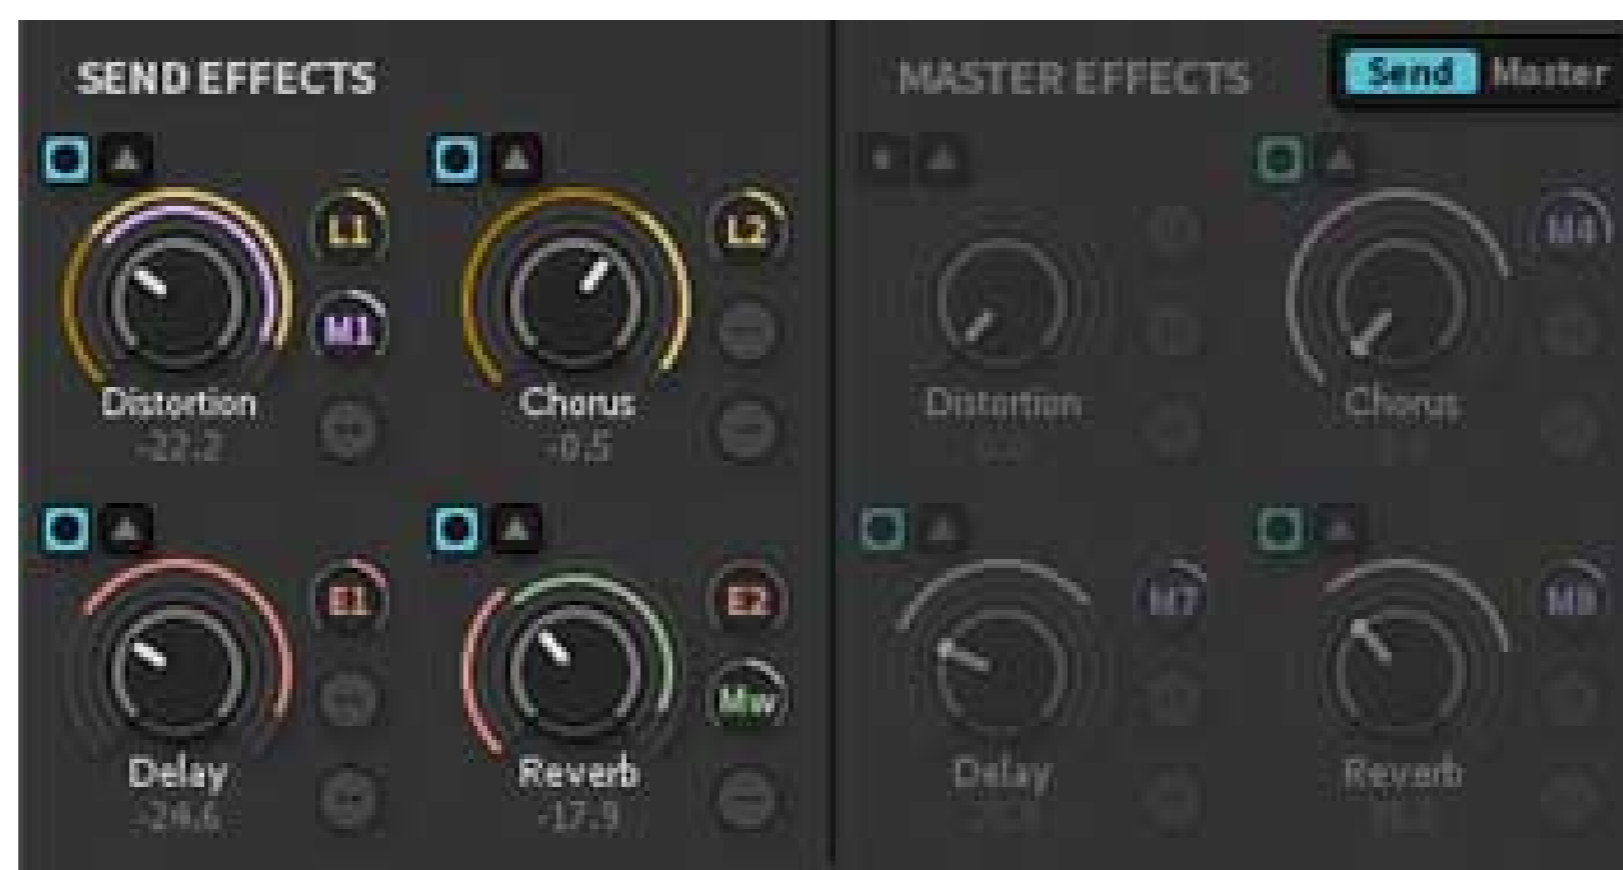 SEND EFFECTS
L1
M1
Distortion
-22.2
L2
Chorus
-0.5
E1
Delay
-24.6
E2
Mw
Reverb
-17.9
MASTER EFFECTS
Send Master
Distortion
M4
Chorus
M7
Delay
Reverb